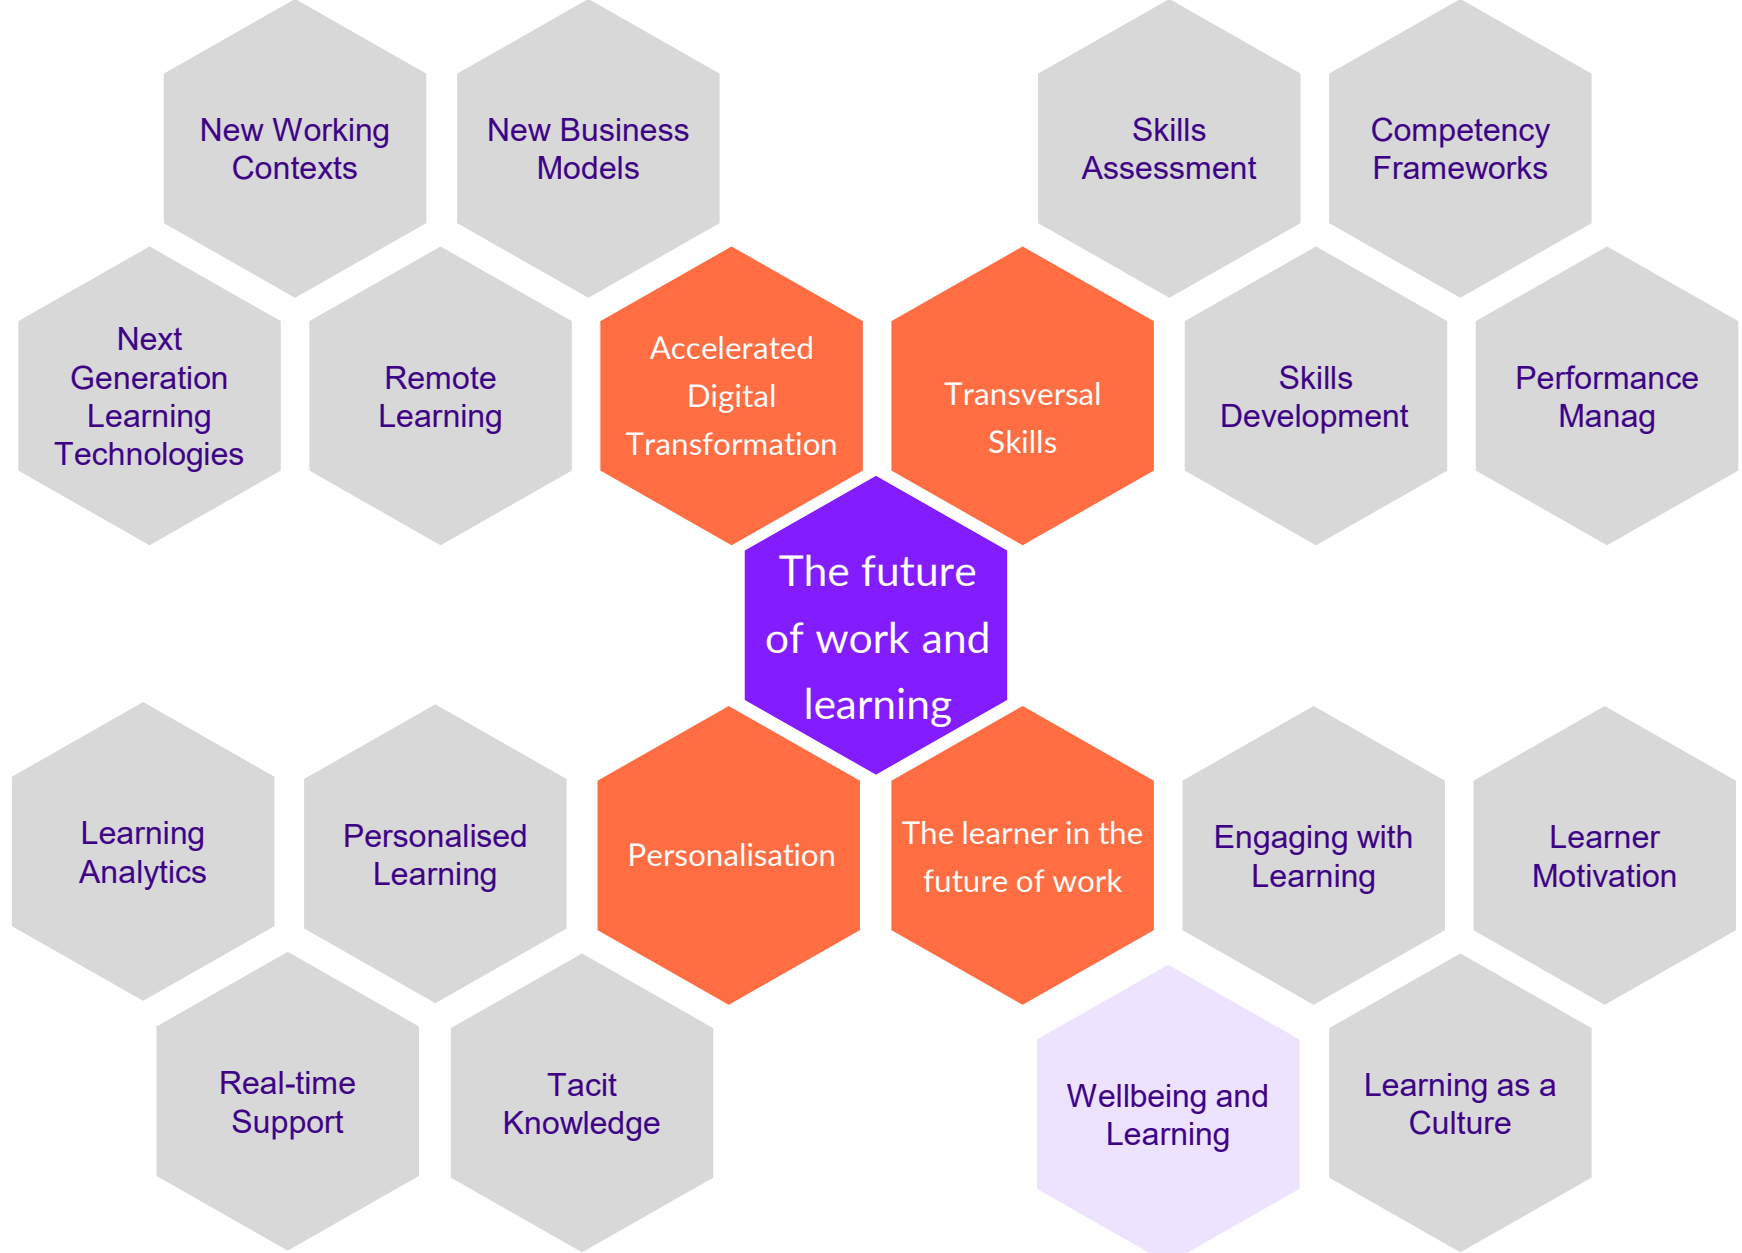 New Working
Contexts
New Business
Models
Skills
Assessment
Competency
Frameworks
Next
Generation
Learning
Technologies
Remote
Learning
Accelerated
Digital
Transformation
Transversal
Skills
Skills
Development
Performance
Manag
The future
of work and
learning
Learning
Analytics
Personalised
Learning
Personalisation
The learner in the
future of work
Engaging with
Learning
Learner
Motivation
Real-time
Support
Tacit
Knowledge
Wellbeing and
Learning
Learning as a
Culture